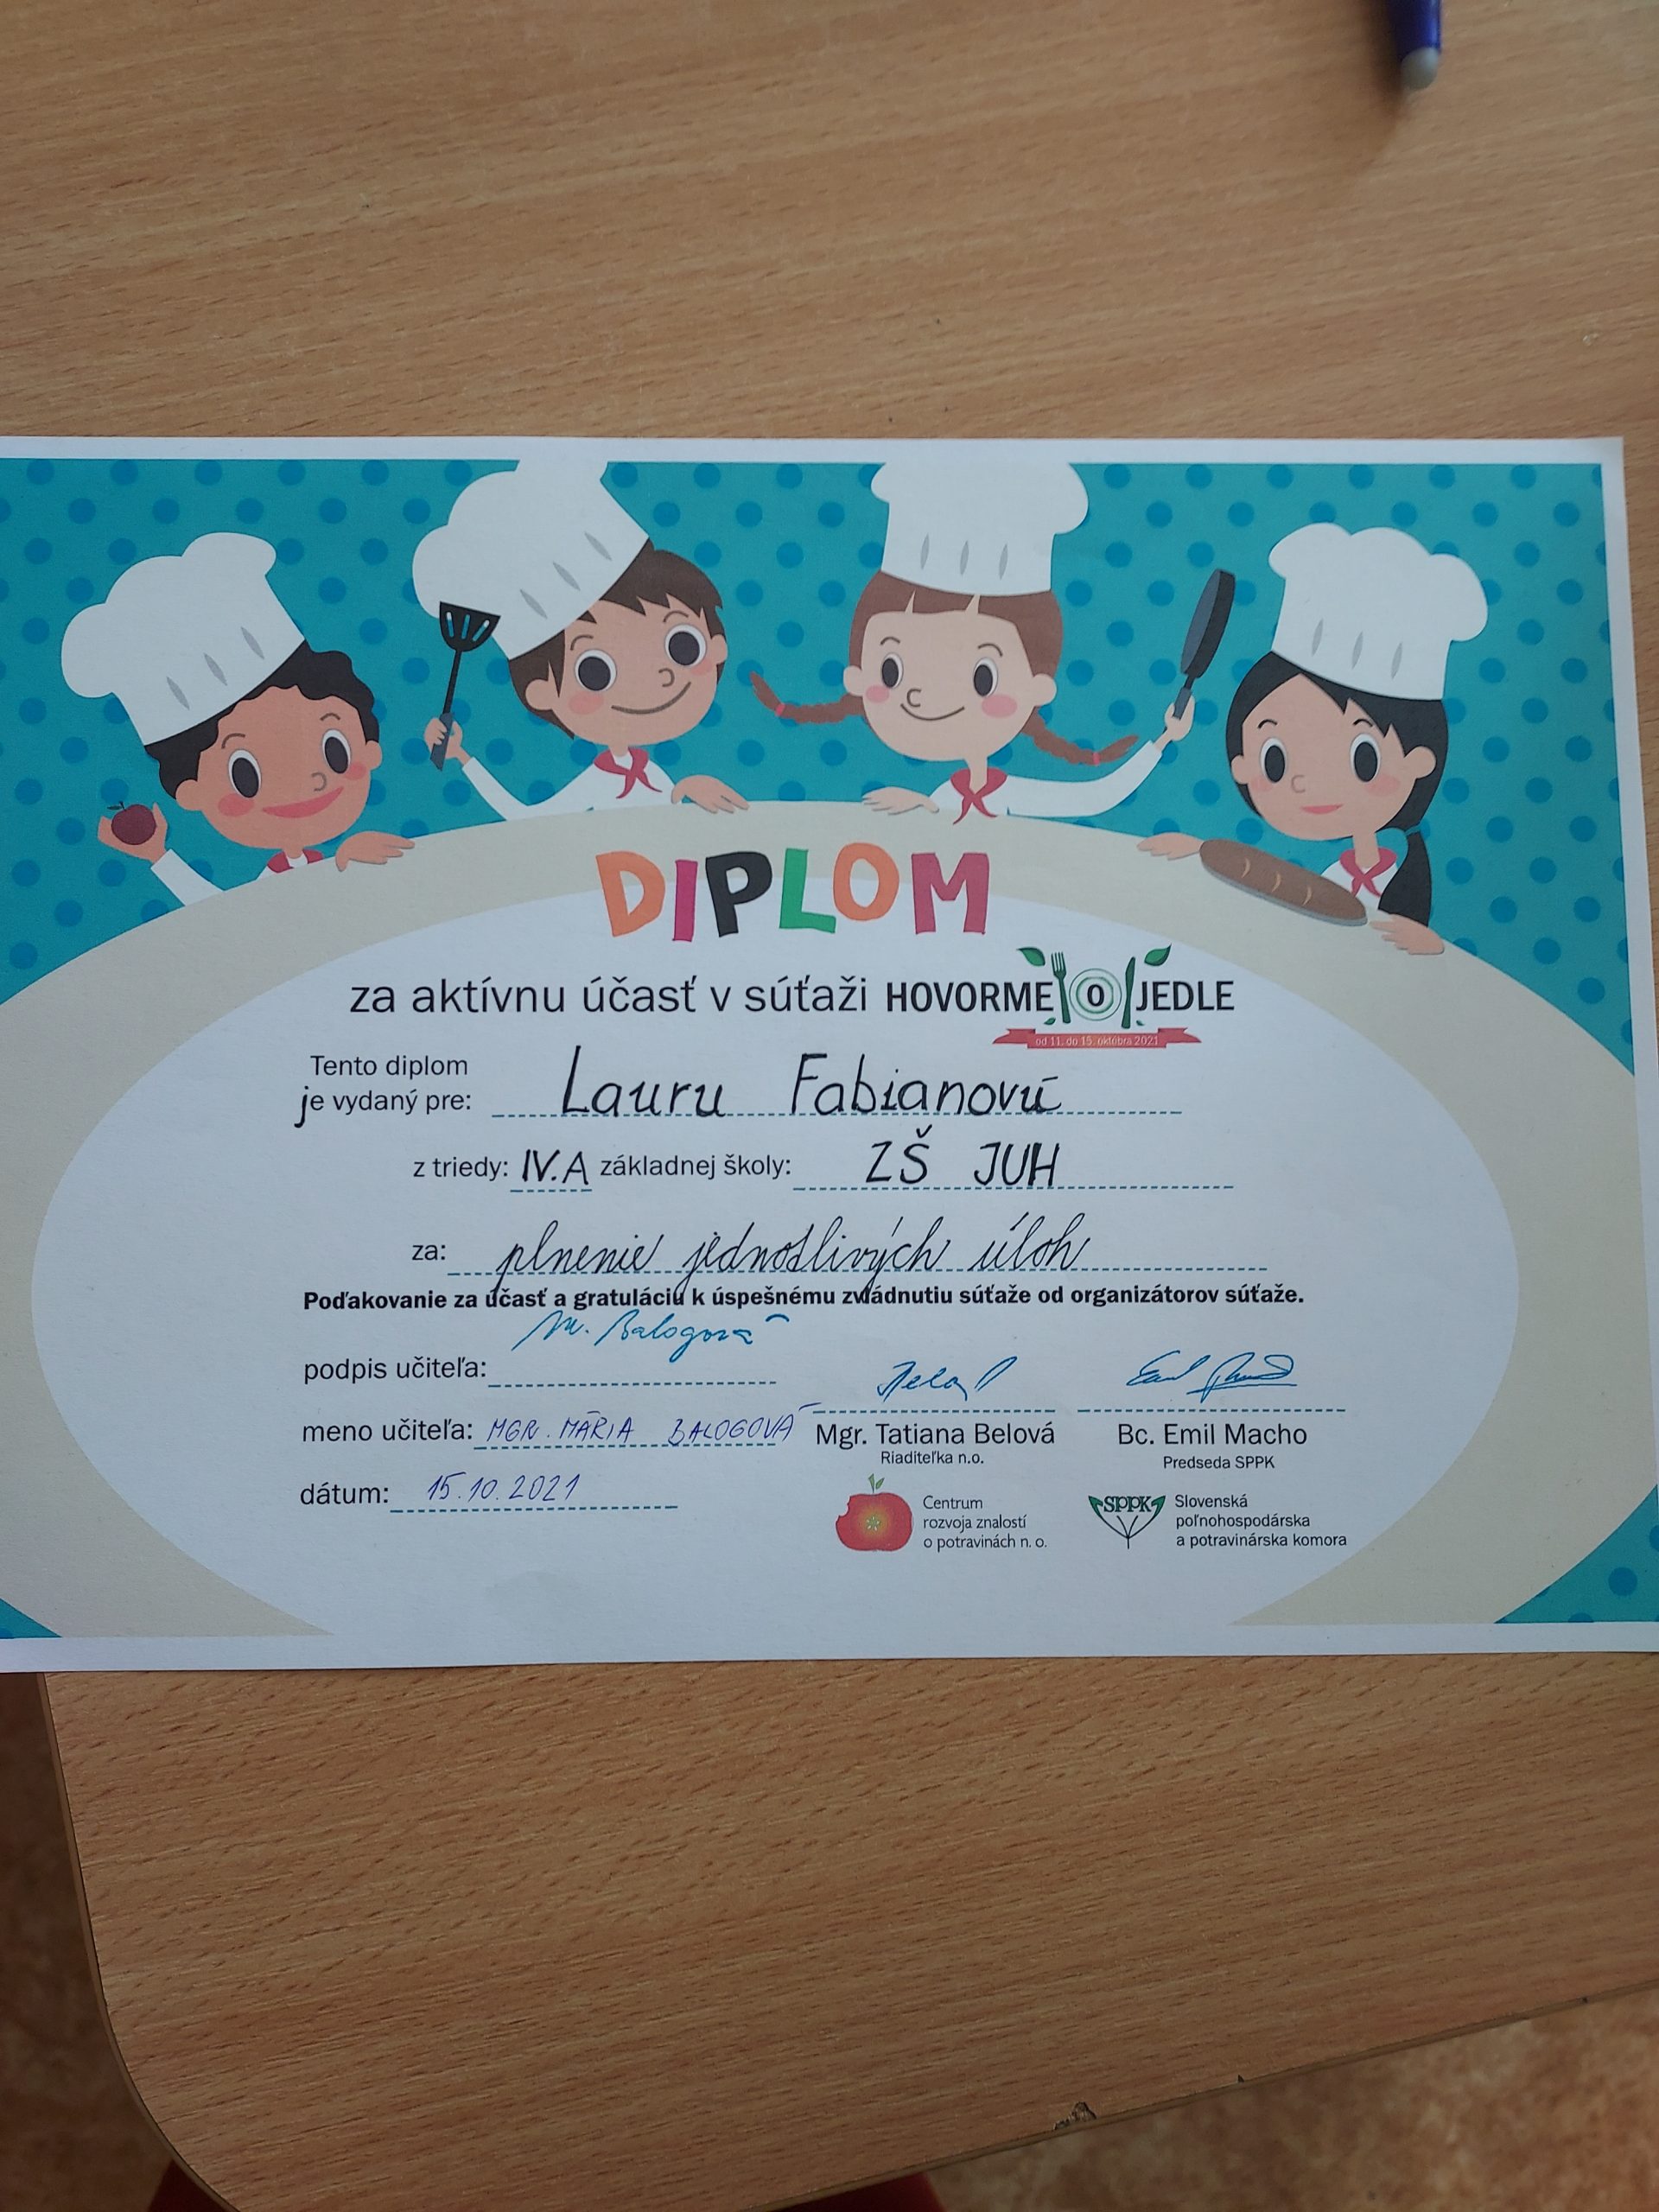 DIPLOM
za aktívnu účasť v súťaži HOVORME O JEDLE
od 11. do 15. októbra 2021
Tento diplom
je vydaný pre: Lauru Fabianovú
z triedy: IV.A základnej školy: ZŠ JUH
za: plnenie jednotlivých úloh
Poďakovanie za účasť a gratuláciu k úspešnému zvládnutiu súťaže od organizátorov súťaže.
podpis učiteľa: M. Balogová
meno učiteľa: MGR. MÁRIA BALOGOVÁ
dátum: 15.10.2021
Mgr. Tatiana Belová
Riaditeľka n.o.
Centrum
rozvoja znalostí
o potravinách n. o.
Bc. Emil Macho
Predseda SPPK
SPPK
Slovenská
poľnohospodárska
a potravinárska komora